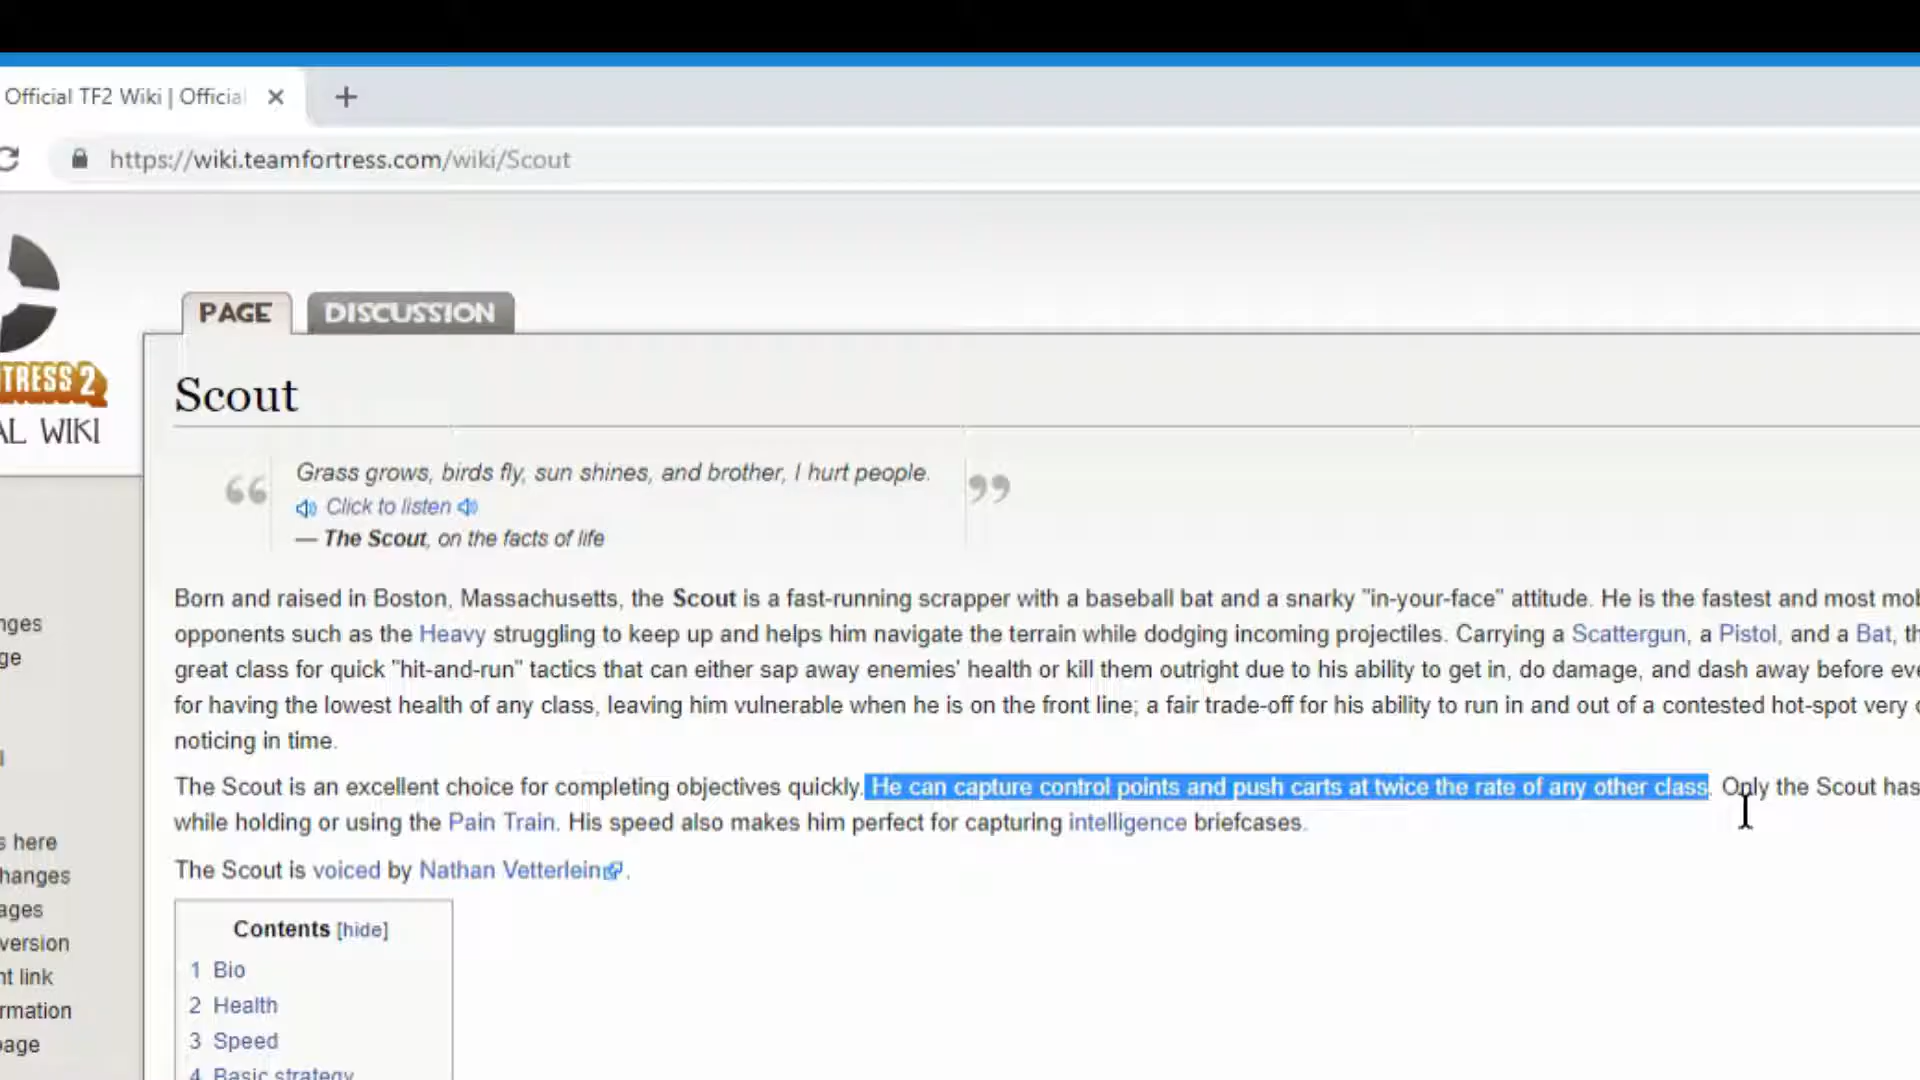 Official TF2 Wiki | Official
https://wiki.teamfortress.com/wiki/Scout
TRESS 2
AL WIKI
PAGE
DISCUSSION
Scout
“ Grass grows, birds fly, sun shines, and brother, I hurt people. ”
Click to listen
— The Scout, on the facts of life
Born and raised in Boston, Massachusetts, the Scout is a fast-running scrapper with a baseball bat and a snarky "in-your-face" attitude. He is the fastest and most mob
opponents such as the Heavy struggling to keep up and helps him navigate the terrain while dodging incoming projectiles. Carrying a Scattergun, a Pistol, and a Bat, th
great class for quick "hit-and-run" tactics that can either sap away enemies' health or kill them outright due to his ability to get in, do damage, and dash away before eve
for having the lowest health of any class, leaving him vulnerable when he is on the front line; a fair trade-off for his ability to run in and out of a contested hot-spot very
noticing in time.
The Scout is an excellent choice for completing objectives quickly. He can capture control points and push carts at twice the rate of any other class. Only the Scout has
while holding or using the Pain Train. His speed also makes him perfect for capturing intelligence briefcases.
The Scout is voiced by Nathan Vetterlein.
Contents [hide]
1 Bio
2 Health
3 Speed
4 Basic strategy
nges
ge
s here
hanges
ages
version
nt link
rmation
page